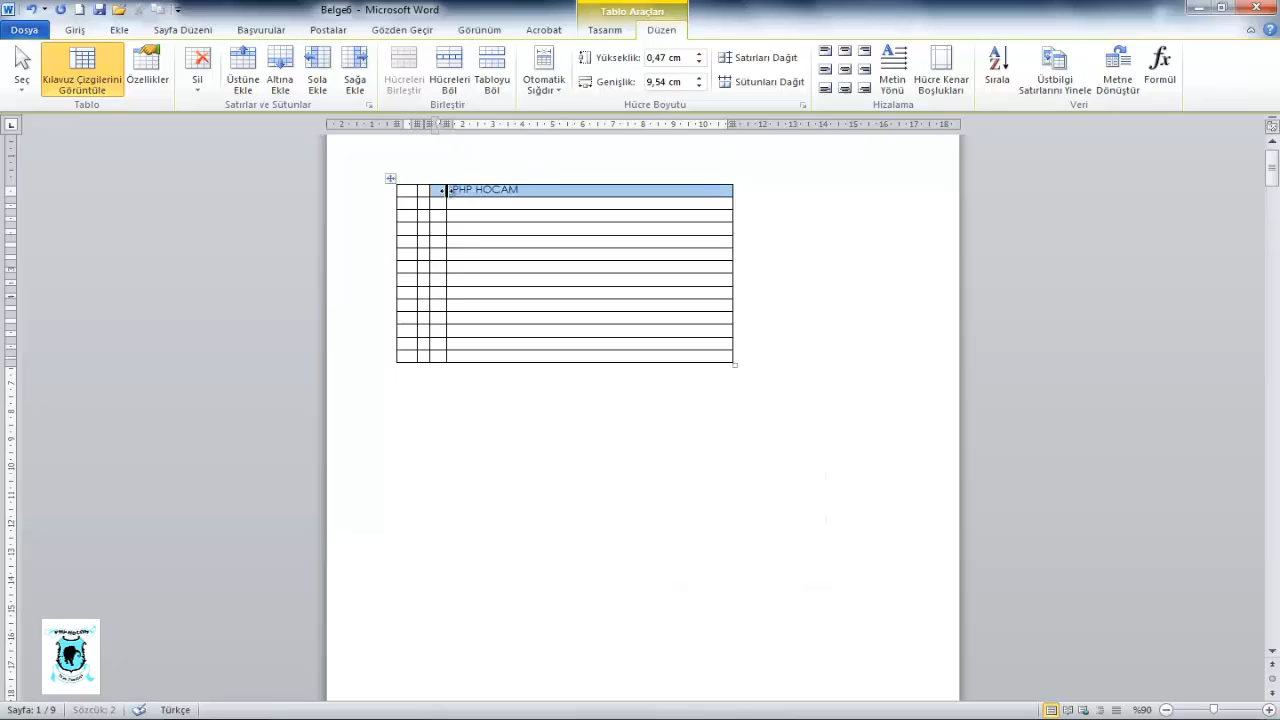 Belge6 - Microsoft Word
Tablo Araçları
Dosya Giriş Ekle Sayfa Düzeni Başvurular Postalar Gözden Geçir Görünüm Acrobat Tasarım Düzen
Seç
Kılavuz Çizgilerini Görüntüle
Özellikler
Tablo
Sil
Üstüne Ekle
Altına Ekle
Sola Ekle
Sağa Ekle
Satırlar ve Sütunlar
Hücreleri Birleştir
Hücreleri Böl
Tabloyu Böl
Birleştir
Otomatik Sığdır
Yükseklik: 0,47 cm
Genişlik: 9,54 cm
Satırları Dağıt
Sütunları Dağıt
Hücre Boyutu
Metin Yönü
Hücre Kenar Boşlukları
Hizalama
Sırala
Üstbilgi Satırlarını Yinele
Metne Dönüştür
Formül
Veri
PHP HOCAM
Sayfa: 1 / 9 Sözcük: 2 Türkçe %90